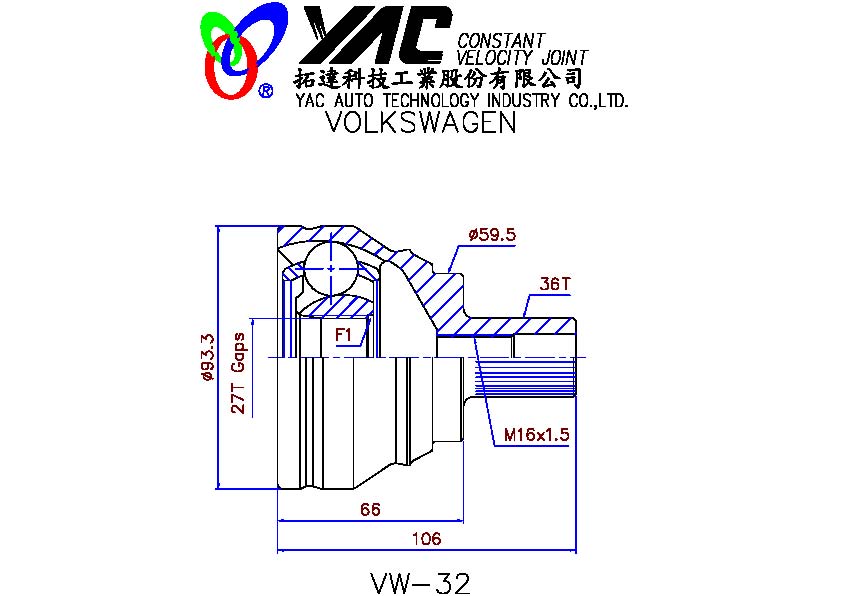 YAC CONSTANT
VELOCITY JOINT
®
拓達科技工業股份有限公司
YAC AUTO TECHNOLOGY INDUSTRY CO.,LTD.
VOLKSWAGEN
ø59.5
36T
F1
ø93.3
27T Gaps
M16x1.5
66
106
VW-32